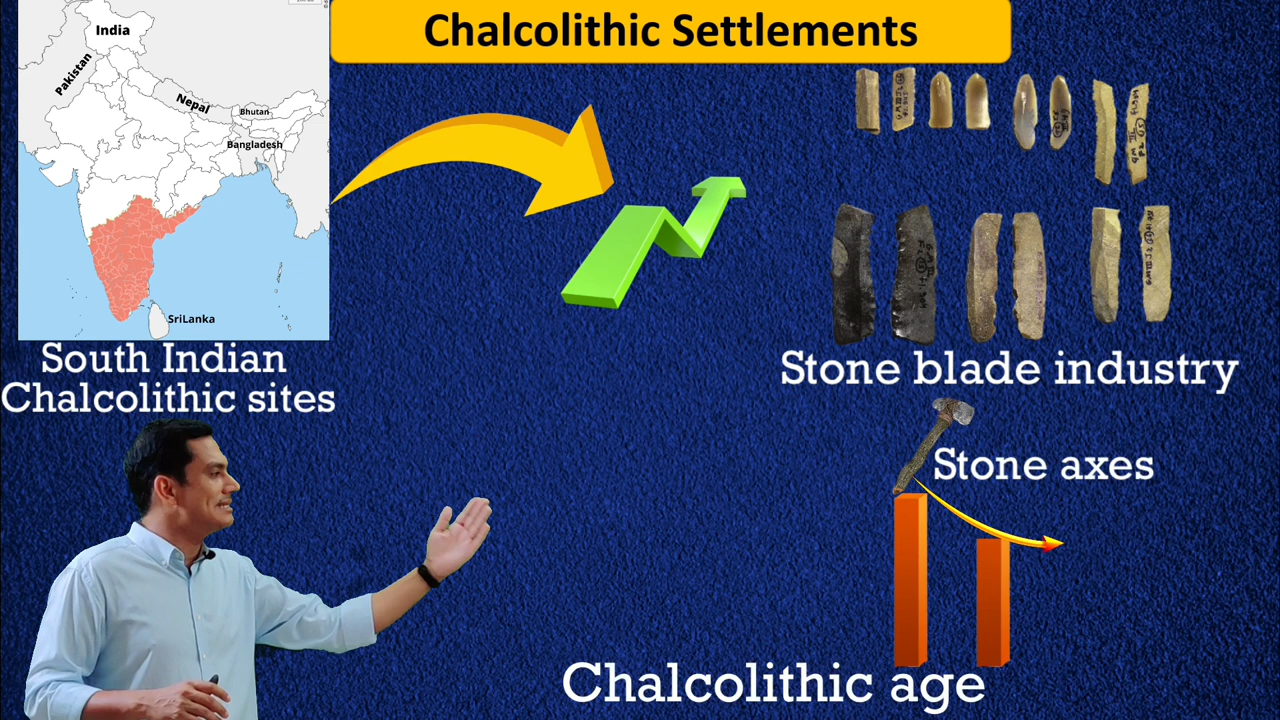 Chalcolithic Settlements
India
Pakistan
Nepal
Bhutan
Bangladesh
SriLanka
South Indian
Chalcolithic sites
Stone blade industry
Stone axes
Chalcolithic age